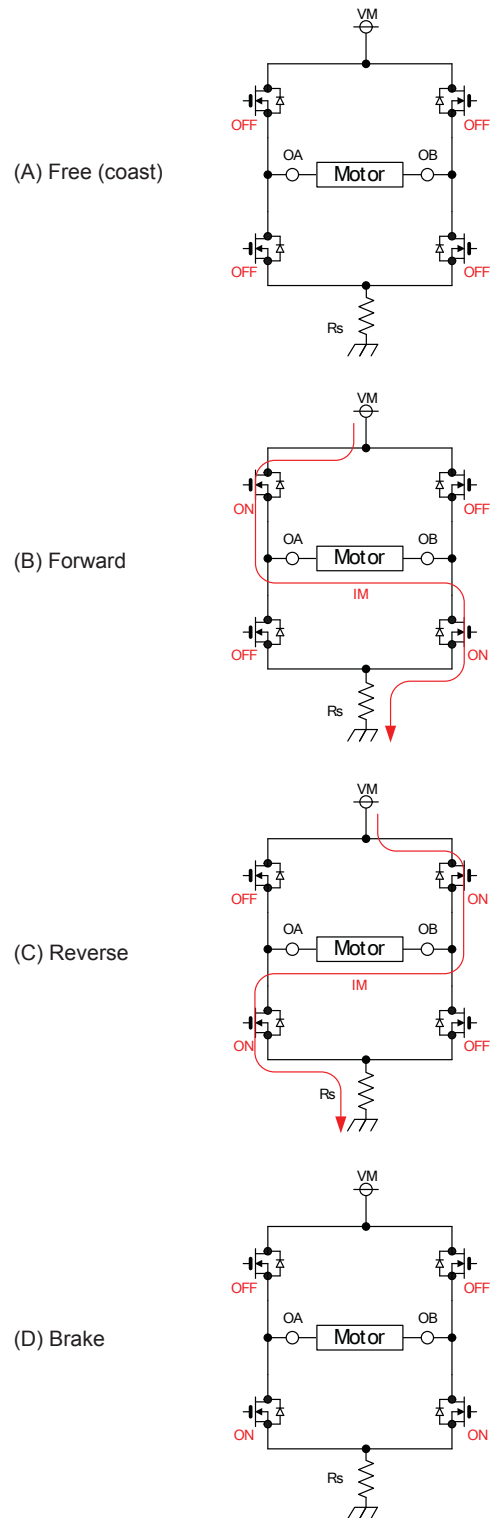 VM
OFF
OFF
OA
OB
Motor
(A) Free (coast)
OFF
OFF
Rs
VM
ON
OFF
OA
OB
Motor
(B) Forward
IM
OFF
ON
Rs
VM
OFF
ON
OA
OB
Motor
(C) Reverse
IM
ON
OFF
Rs
VM
OFF
OFF
OA
OB
Motor
(D) Brake
ON
ON
Rs